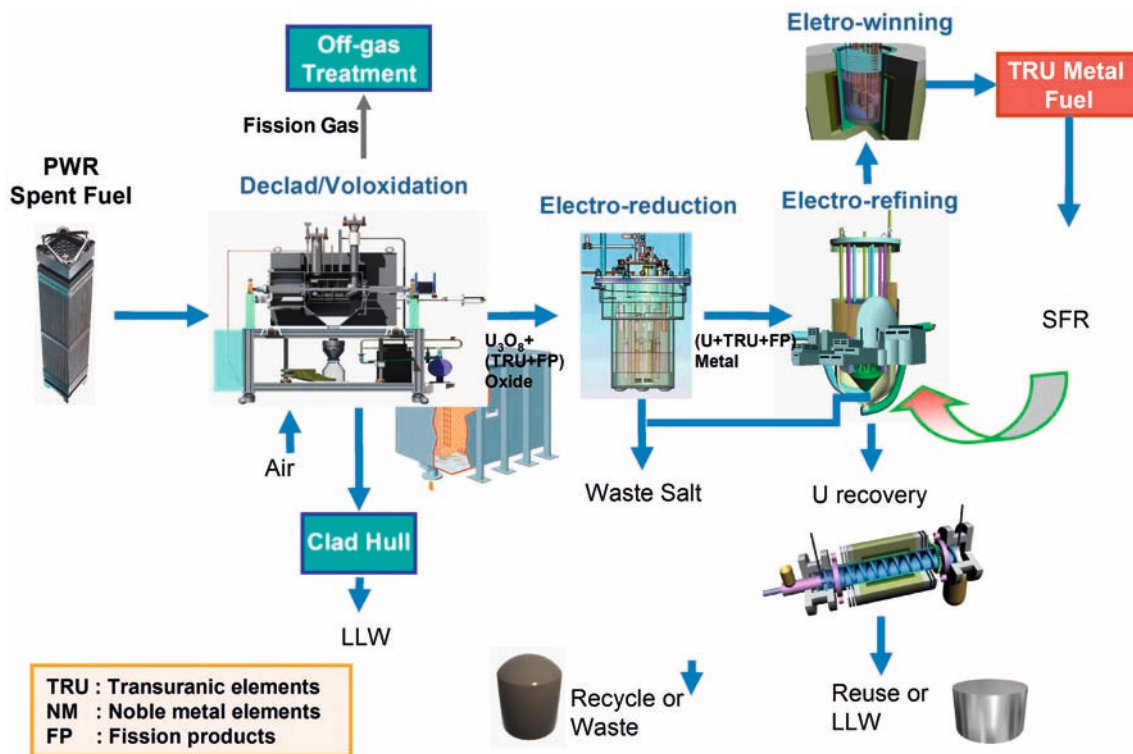 Eletro-winning
Off-gas
Treatment
TRU Metal
Fuel
Fission Gas
PWR
Spent Fuel
Declad/Voloxidation
Electro-reduction
Electro-refining
SFR
U₃O₈+
(TRU+FP)
Oxide
(U+TRU+FP)
Metal
Air
Waste Salt
U recovery
Clad Hull
LLW
TRU : Transuranic elements
NM : Noble metal elements
FP : Fission products
Recycle or
Waste
Reuse or
LLW